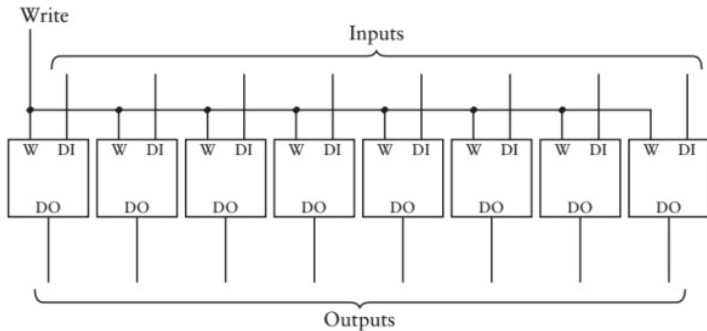 Write
Inputs
W DI W DI W DI W DI W DI W DI W DI W DI
DO DO DO DO DO DO DO DO
Outputs